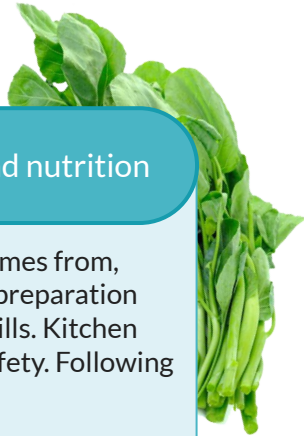 d nutrition
mes from,
preparation
ills. Kitchen
fety. Following